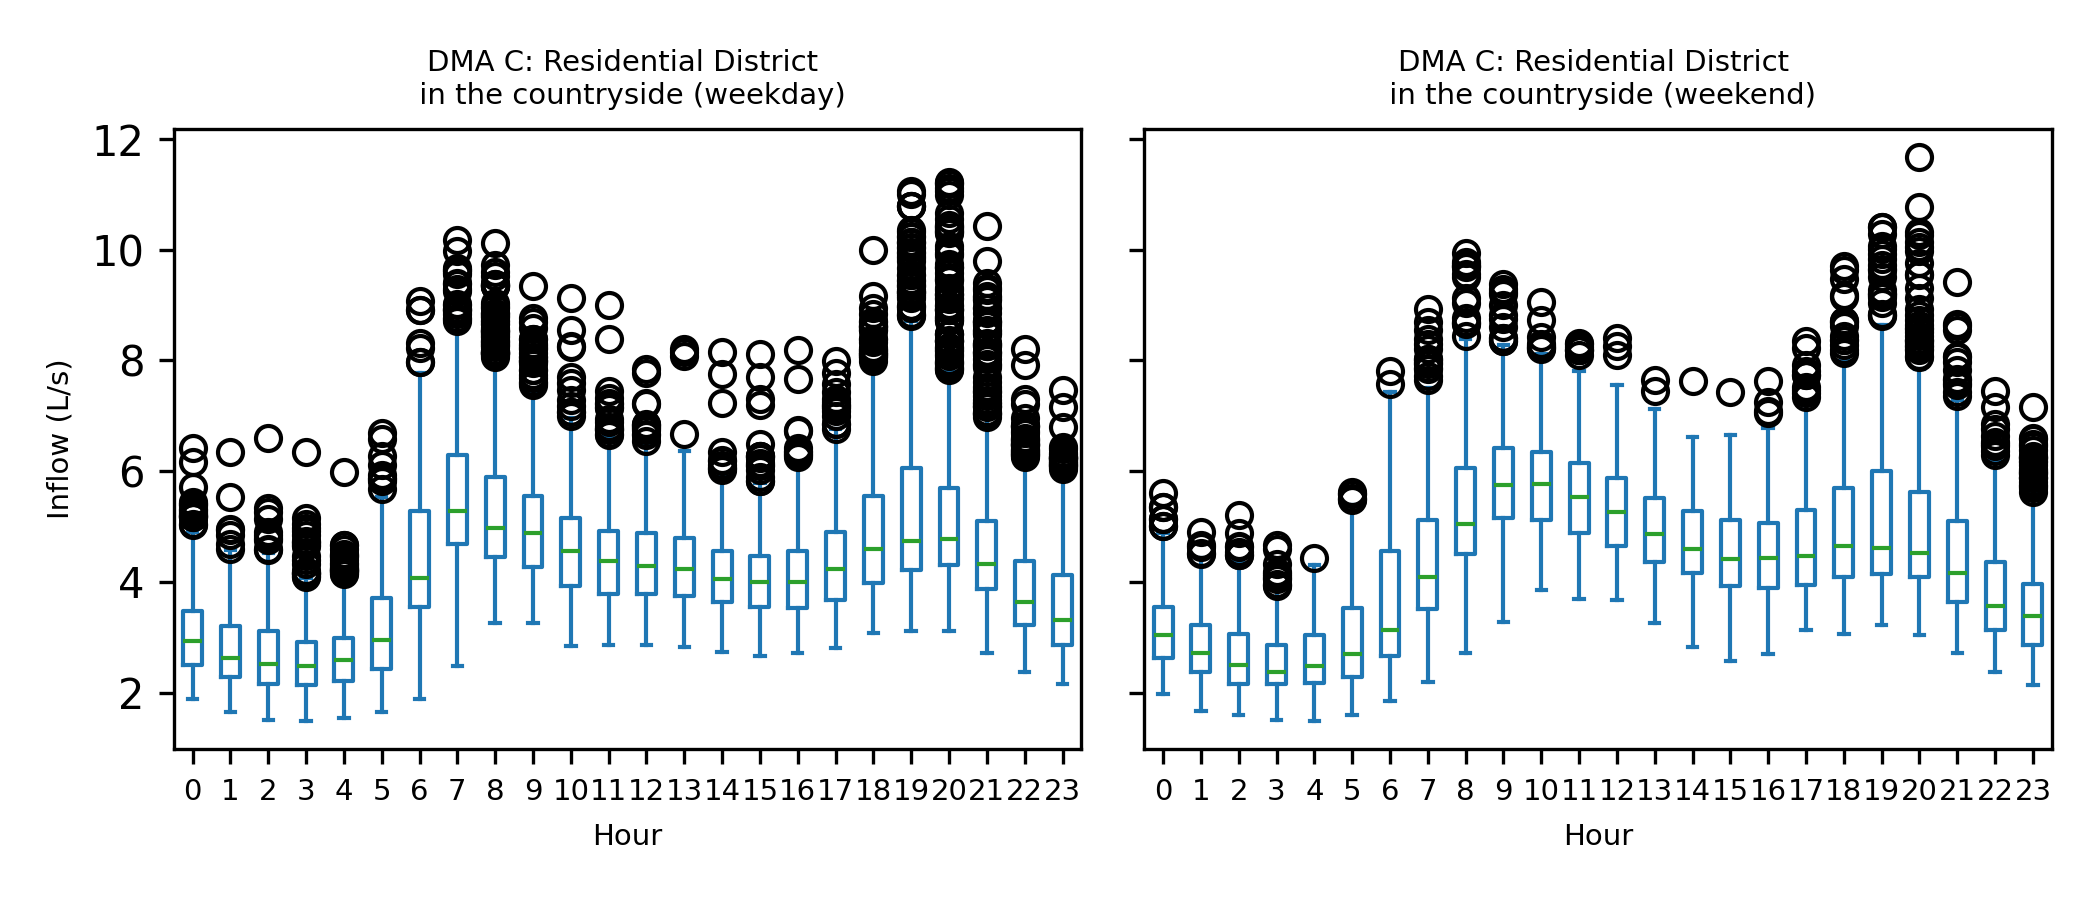 DMA C: Residential District
in the countryside (weekday)
DMA C: Residential District
in the countryside (weekend)
Inflow (L/s)
12
10
8
6
4
2
0 1 2 3 4 5 6 7 8 9 10 11 12 13 14 15 16 17 18 19 20 21 22 23
0 1 2 3 4 5 6 7 8 9 10 11 12 13 14 15 16 17 18 19 20 21 22 23
Hour
Hour